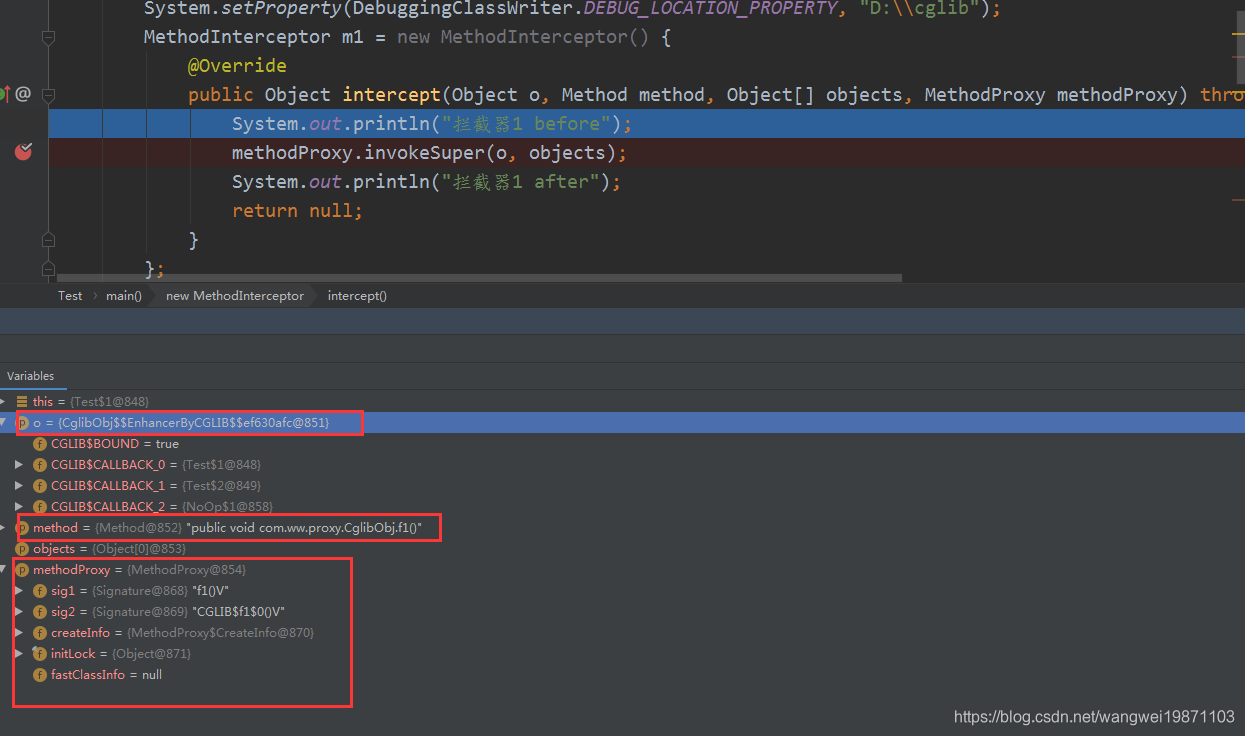 System.setProperty(DebuggingClassWriter.DEBUG_LOCATION_PROPERTY, "D:\\cglib");
MethodInterceptor m1 = new MethodInterceptor() {
@Override
public Object intercept(Object o, Method method, Object[] objects, MethodProxy methodProxy) thro
System.out.println("拦截器1 before");
methodProxy.invokeSuper(o, objects);
System.out.println("拦截器1 after");
return null;
}
};
Test › main() › new MethodInterceptor › intercept()
Variables
this = {Test$1@848}
o = {CglibObj$$EnhancerByCGLIB$$ef630afc@851}
CGLIB$BOUND = true
CGLIB$CALLBACK_0 = {Test$1@848}
CGLIB$CALLBACK_1 = {Test$2@849}
CGLIB$CALLBACK_2 = {NoOp$1@858}
method = {Method@852} "public void com.ww.proxy.CglibObj.f1()"
objects = {Object[0]@853}
methodProxy = {MethodProxy@854}
sig1 = {Signature@868} "f1()V"
sig2 = {Signature@869} "CGLIB$f1$0()V"
createInfo = {MethodProxy$CreateInfo@870}
initLock = {Object@871}
fastClassInfo = null
https://blog.csdn.net/wangwei19871103